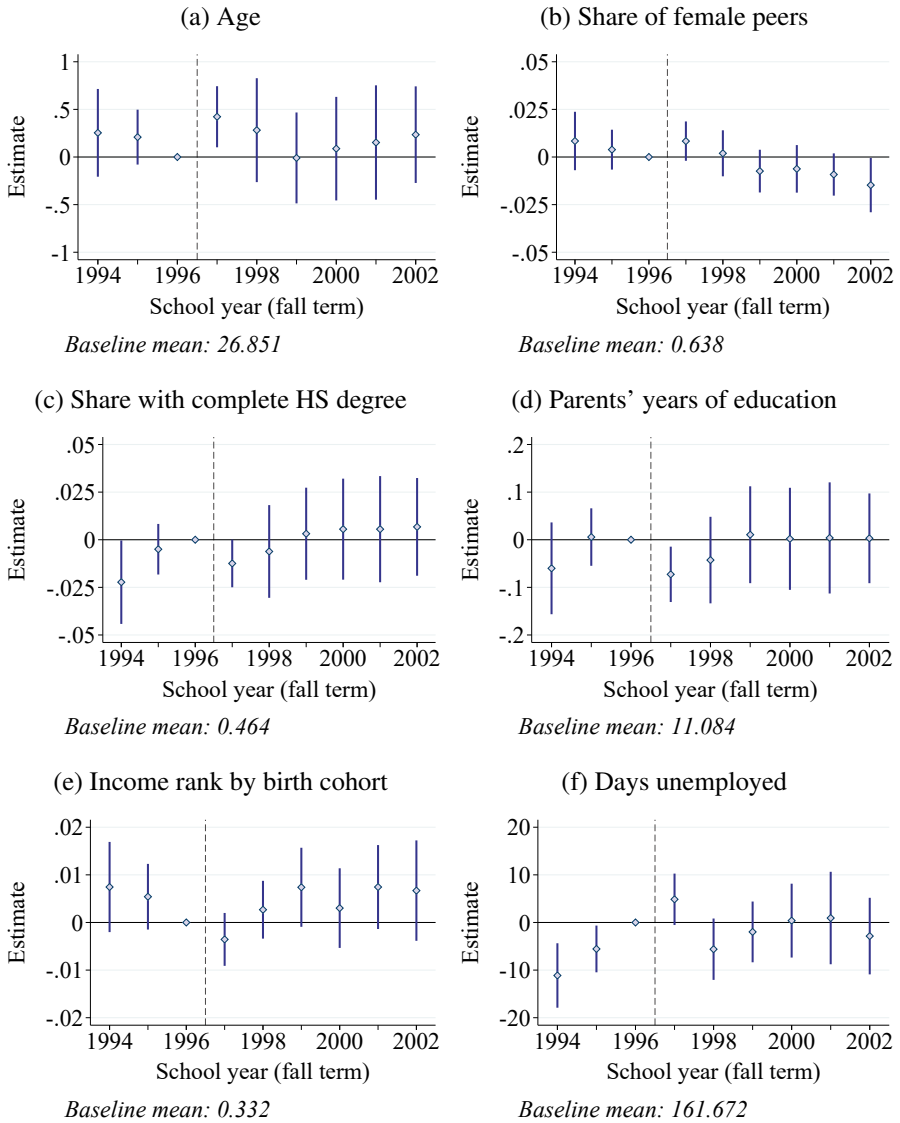 (a) Age
1
.5
0
-.5
-1
Estimate
1994 1996 1998 2000 2002
School year (fall term)
Baseline mean: 26.851
(b) Share of female peers
.05
.025
0
-.025
-.05
Estimate
1994 1996 1998 2000 2002
School year (fall term)
Baseline mean: 0.638
(c) Share with complete HS degree
.05
.025
0
-.025
-.05
Estimate
1994 1996 1998 2000 2002
School year (fall term)
Baseline mean: 0.464
(d) Parents’ years of education
.2
.1
0
-.1
-.2
Estimate
1994 1996 1998 2000 2002
School year (fall term)
Baseline mean: 11.084
(e) Income rank by birth cohort
.02
.01
0
-.01
-.02
Estimate
1994 1996 1998 2000 2002
School year (fall term)
Baseline mean: 0.332
(f) Days unemployed
20
10
0
-10
-20
Estimate
1994 1996 1998 2000 2002
School year (fall term)
Baseline mean: 161.672